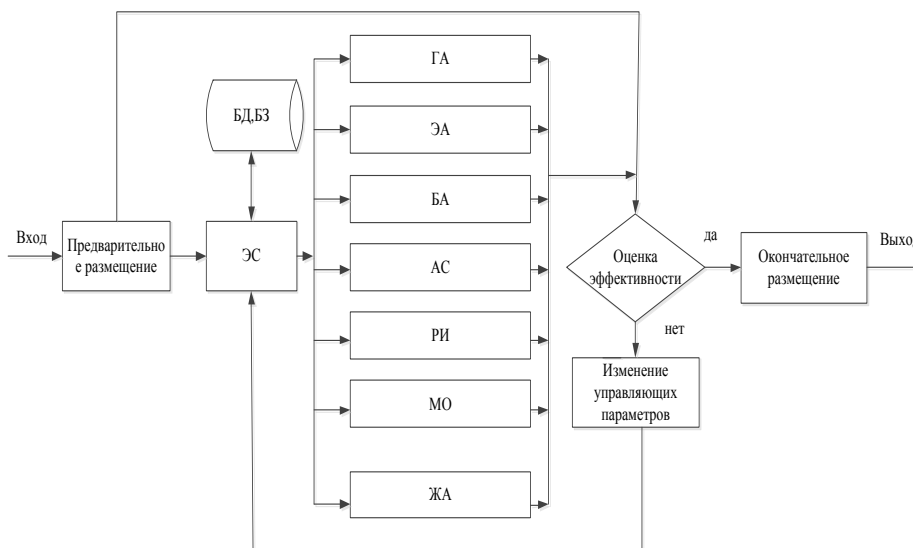 ГА
БД,БЗ
ЭА
БА
Вход
Предварительно
е размещение
ЭС
АС
РИ
МО
ЖА
Оценка
эффективности
да
нет
Окончательное
размещение
Выход
Изменение
управляющих
параметров